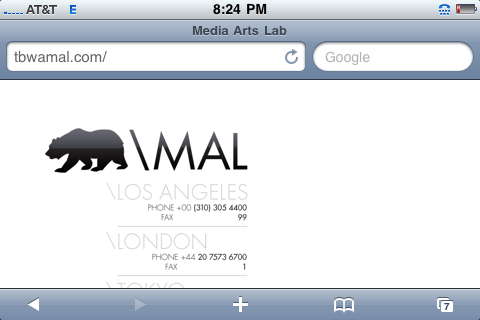 AT&T E 8:24 PM
Media Arts Lab
tbwamal.com/ Google
\MAL
\LOS ANGELES
PHONE +00 (310) 305 4400
FAX 99
\LONDON
PHONE +44 20 7573 6700
FAX 1
\TOKYO
7